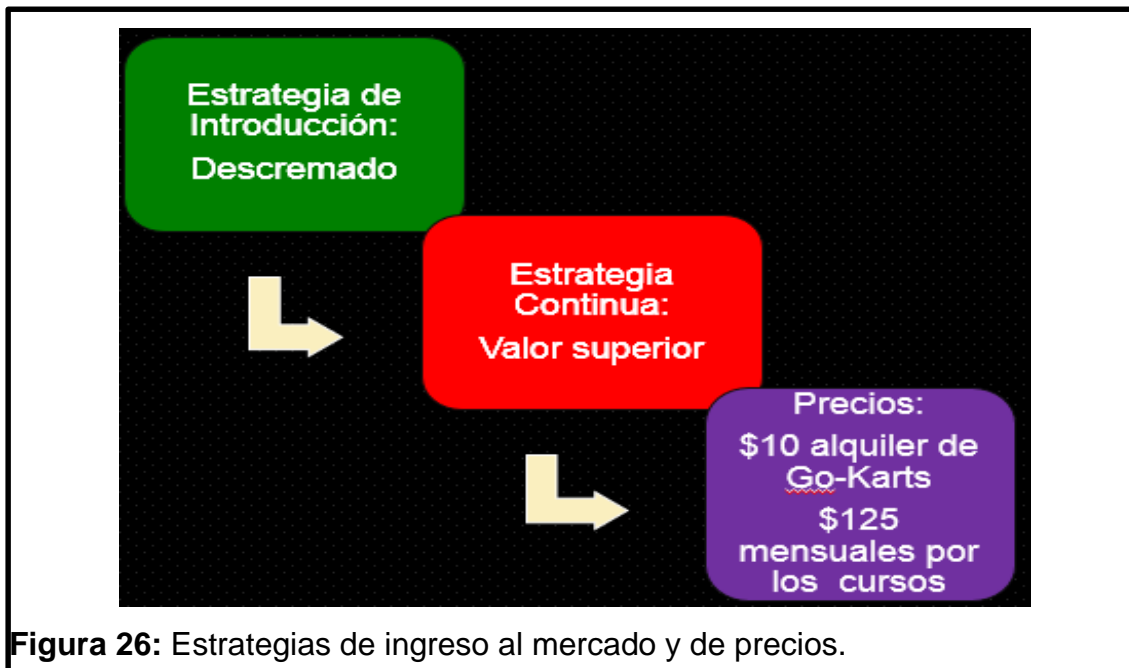 Estrategia de
Introducción:
Descremado
Estrategia
Continua:
Valor superior
Precios:
$10 alquiler de
Go-Karts
$125
mensuales por
los cursos
Figura 26: Estrategias de ingreso al mercado y de precios.